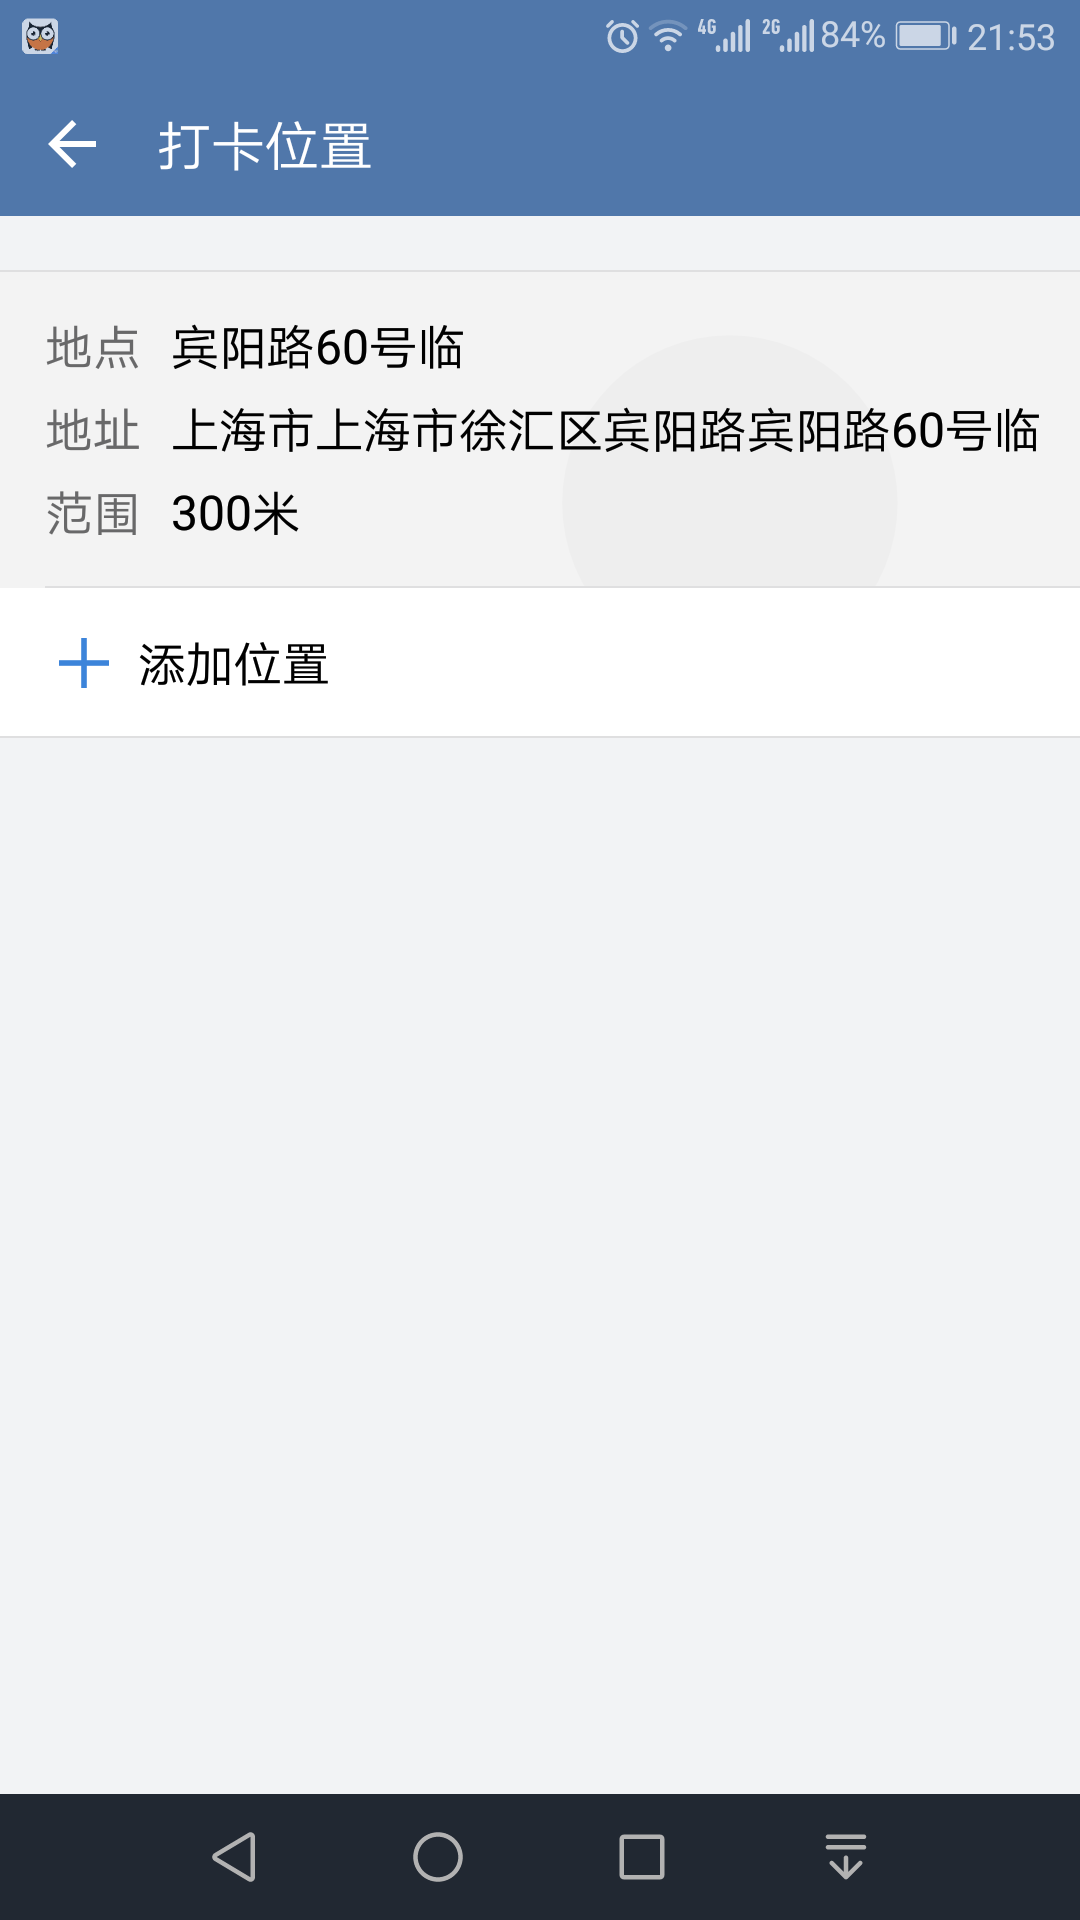 4G 2G 84% 21:53
打卡位置
地点 宾阳路60号临
地址 上海市上海市徐汇区宾阳路宾阳路60号临
范围 300米
添加位置